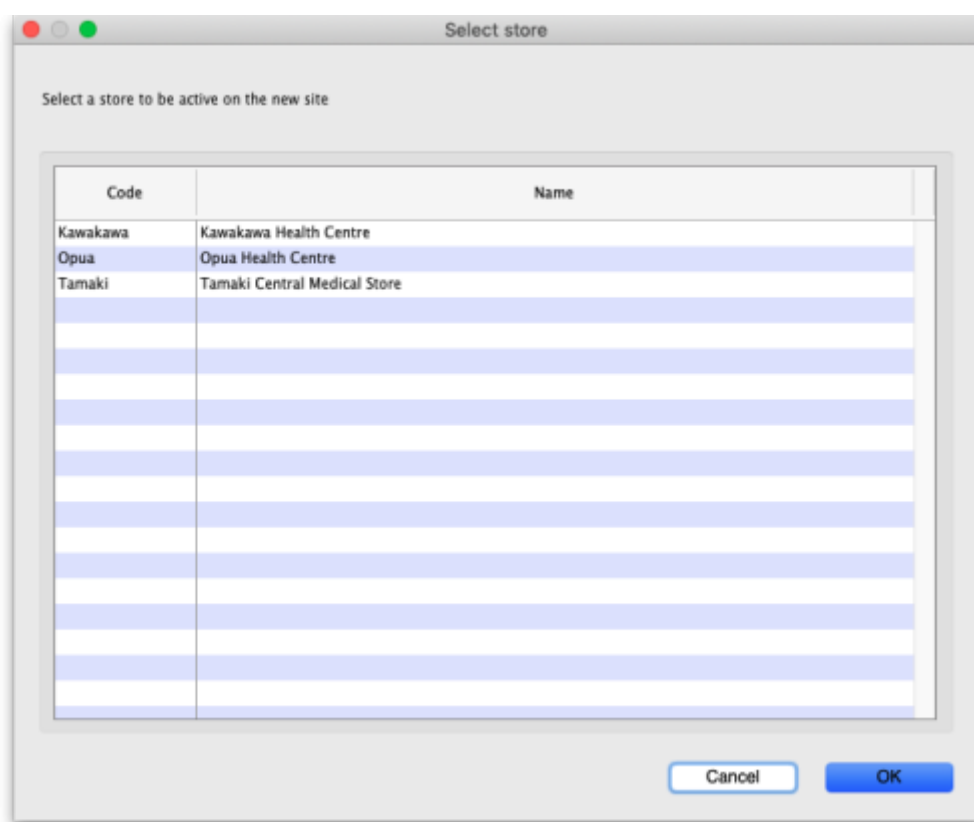 Select store
Select a store to be active on the new site
Code Name
Kawakawa Kawakawa Health Centre
Opua Opua Health Centre
Tamaki Tamaki Central Medical Store
Cancel OK